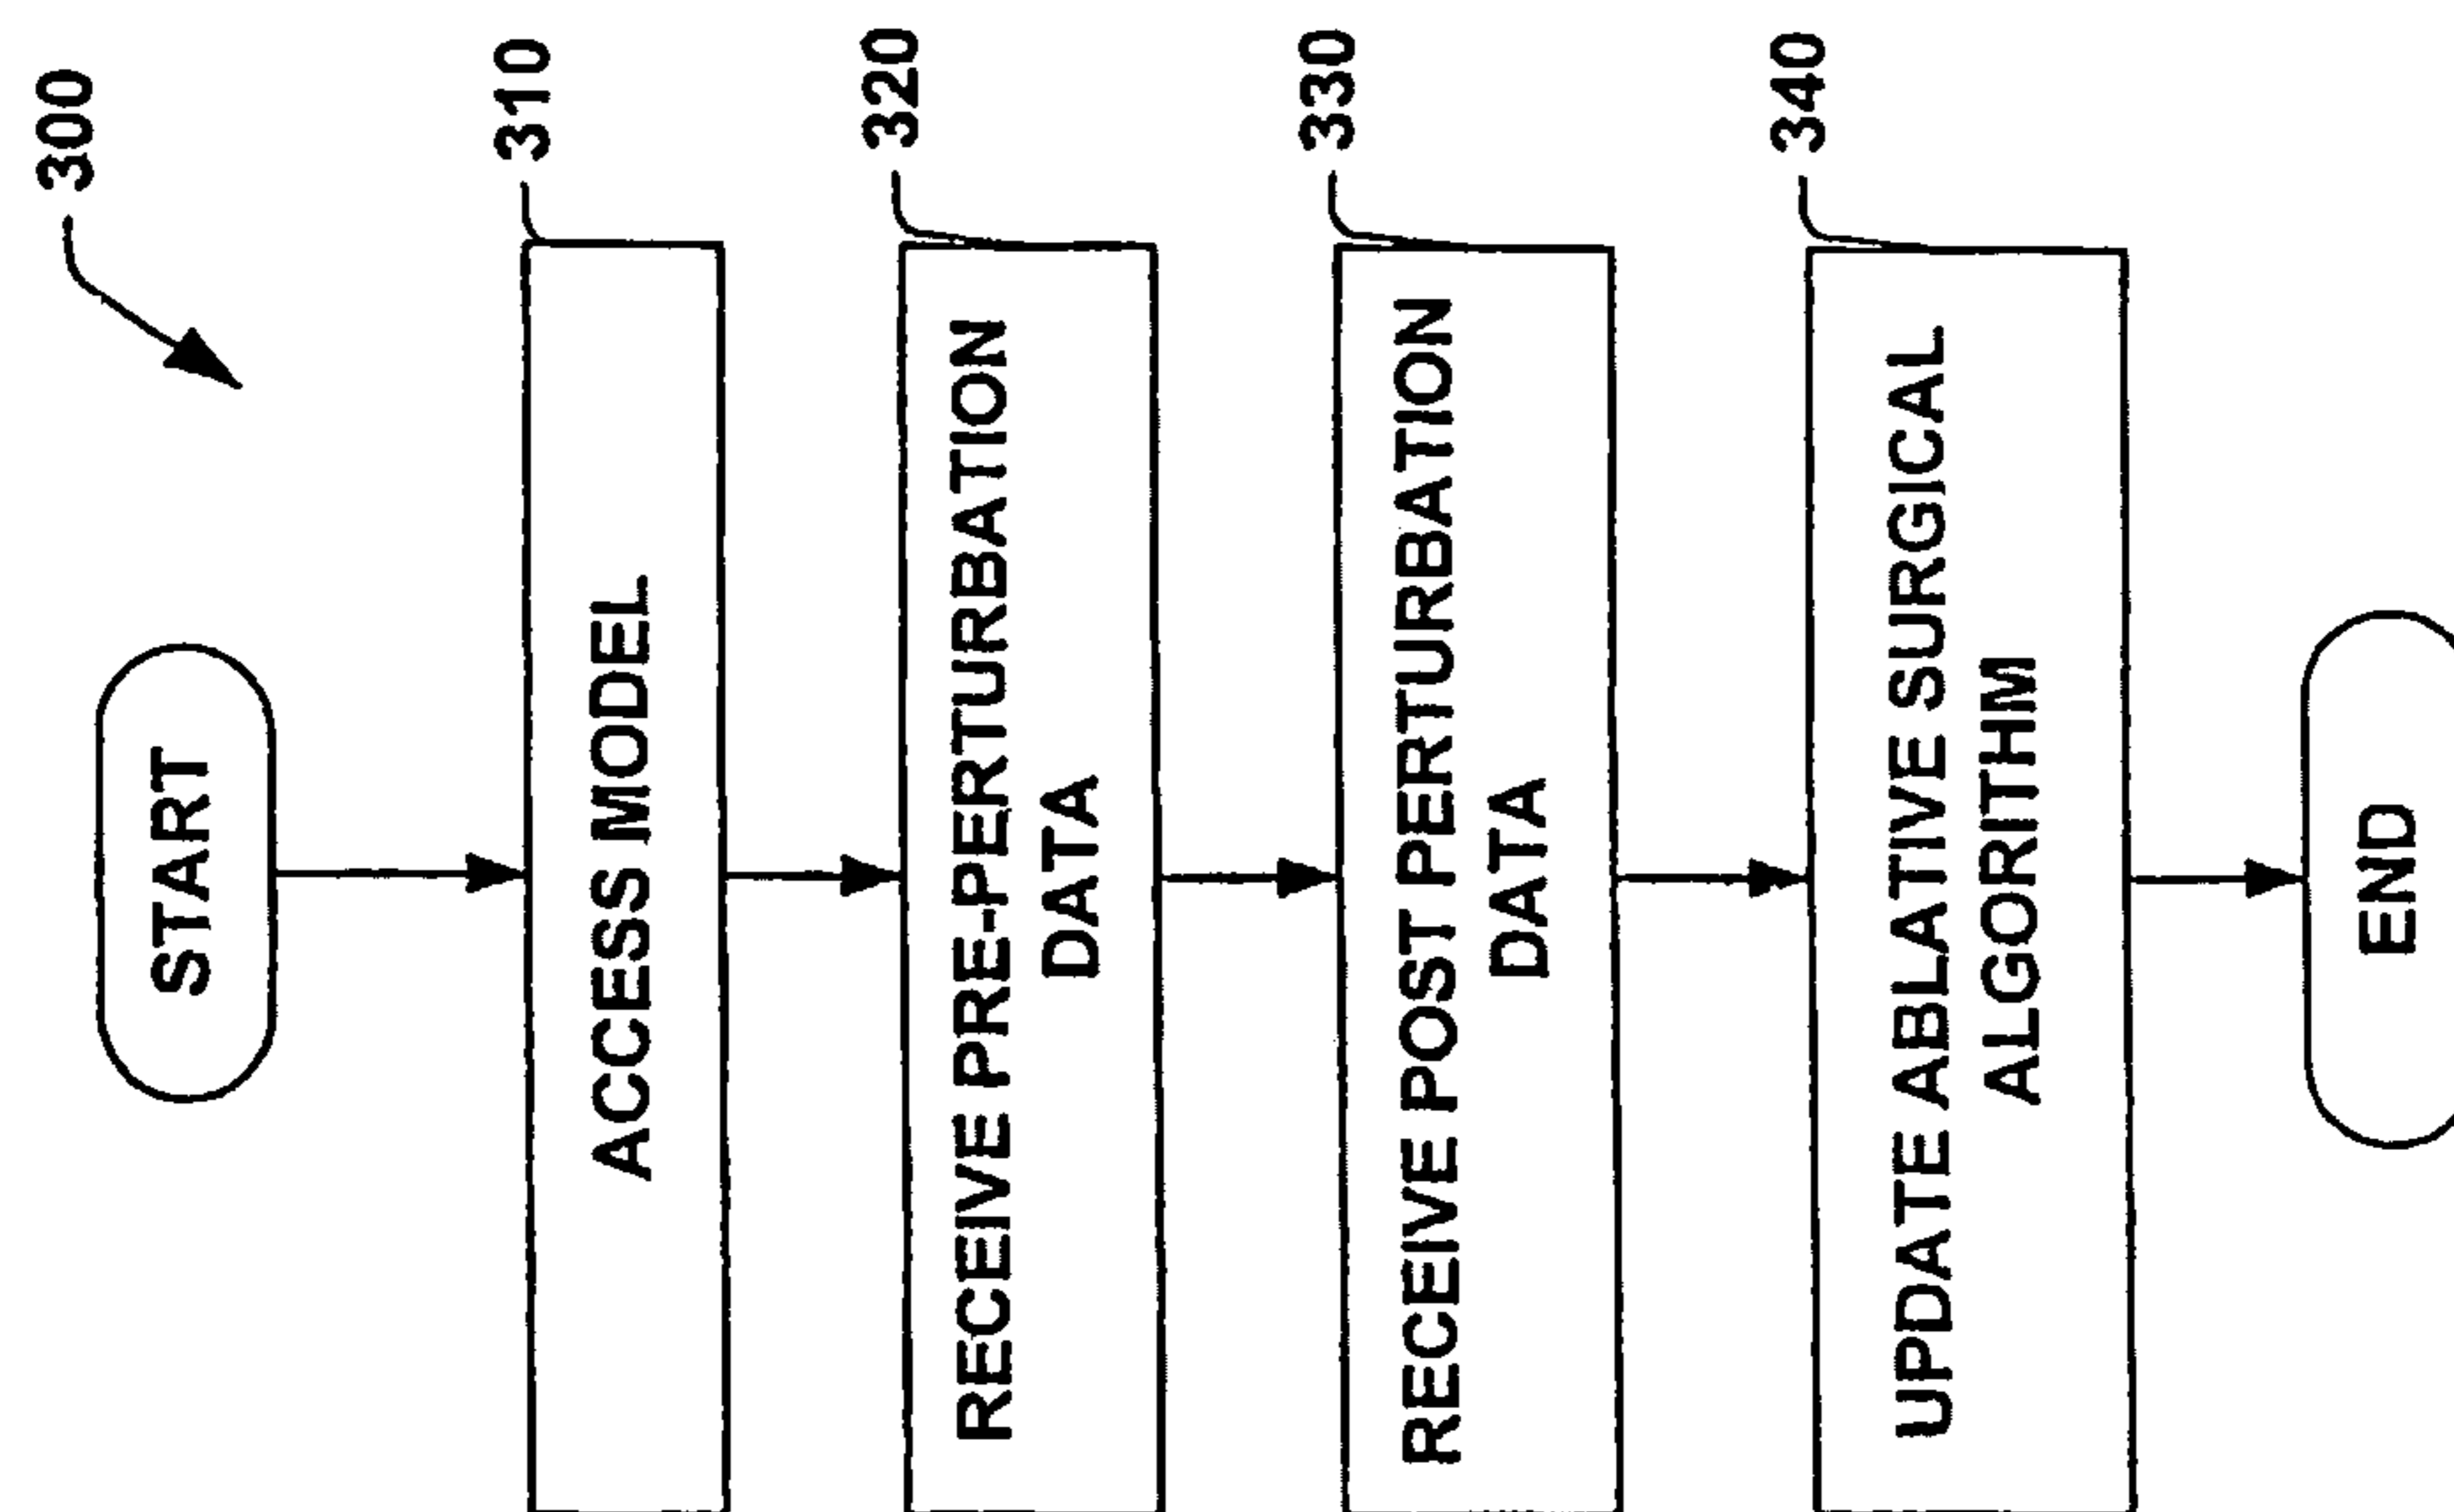 300
START
310
ACCESS MODEL
320
RECEIVE PRE-PERTURBATION
DATA
330
RECEIVE POST PERTURBATION
DATA
340
UPDATE ABLATIVE SURGICAL
ALGORITHM
END